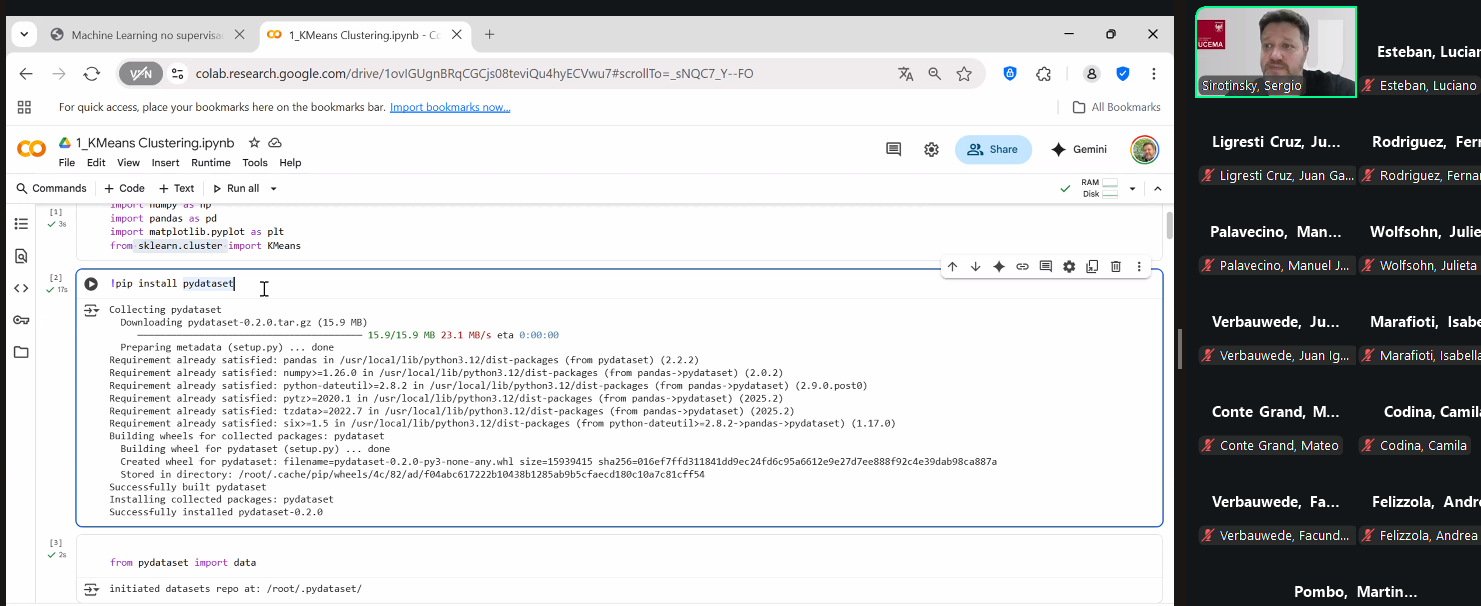 Machine Learning no supervisa
1_KMeans Clustering.ipynb - Co
colab.research.google.com/drive/1ovIGUgnBRqCGCjs08teviQu4hyECVwu7#scrollTo=_sNQC7_Y--FO
For quick access, place your bookmarks here on the bookmarks bar. Import bookmarks now...
All Bookmarks
1_KMeans Clustering.ipynb
File Edit View Insert Runtime Tools Help
Share
Gemini
Commands + Code + Text Run all
RAM
Disk
[1]
3s
import numpy as np
import pandas as pd
import matplotlib.pyplot as plt
from sklearn.cluster import KMeans
[2]
17s
!pip install pydataset
Collecting pydataset
Downloading pydataset-0.2.0.tar.gz (15.9 MB)
15.9/15.9 MB 23.1 MB/s eta 0:00:00
Preparing metadata (setup.py) ... done
Requirement already satisfied: pandas in /usr/local/lib/python3.12/dist-packages (from pydataset) (2.2.2)
Requirement already satisfied: numpy>=1.26.0 in /usr/local/lib/python3.12/dist-packages (from pandas->pydataset) (2.0.2)
Requirement already satisfied: python-dateutil>=2.8.2 in /usr/local/lib/python3.12/dist-packages (from pandas->pydataset) (2.9.0.post0)
Requirement already satisfied: pytz>=2020.1 in /usr/local/lib/python3.12/dist-packages (from pandas->pydataset) (2025.2)
Requirement already satisfied: tzdata>=2022.7 in /usr/local/lib/python3.12/dist-packages (from pandas->pydataset) (2025.2)
Requirement already satisfied: six>=1.5 in /usr/local/lib/python3.12/dist-packages (from python-dateutil>=2.8.2->pandas->pydataset) (1.17.0)
Building wheels for collected packages: pydataset
Building wheel for pydataset (setup.py) ... done
Created wheel for pydataset: filename=pydataset-0.2.0-py3-none-any.whl size=15939415 sha256=016ef7ffd311841dd9ec24fd6c95a6612e9e27d7ee888f92c4e39dab98ca887a
Stored in directory: /root/.cache/pip/wheels/4c/82/ad/f04abc617222b10438b1285ab9b5cfaecd180c10a7c81cff54
Successfully built pydataset
Installing collected packages: pydataset
Successfully installed pydataset-0.2.0
[3]
2s
from pydataset import data
initiated datasets repo at: /root/.pydataset/
UCEMA
Sirotinsky, Sergio
Esteban, Lucian
Esteban, Luciano
Ligresti Cruz, Ju...
Ligresti Cruz, Juan Ga...
Rodriguez, Fern
Rodriguez, Fernan
Palavecino, Man...
Palavecino, Manuel J...
Wolfsohn, Julie
Wolfsohn, Julieta
Verbauwede, Ju...
Verbauwede, Juan Ig...
Marafioti, Isabe
Marafioti, Isabella
Conte Grand, M...
Conte Grand, Mateo
Codina, Camila
Codina, Camila
Verbauwede, Fa...
Verbauwede, Facund...
Felizzola, Andre
Felizzola, Andrea
Pombo, Martin...